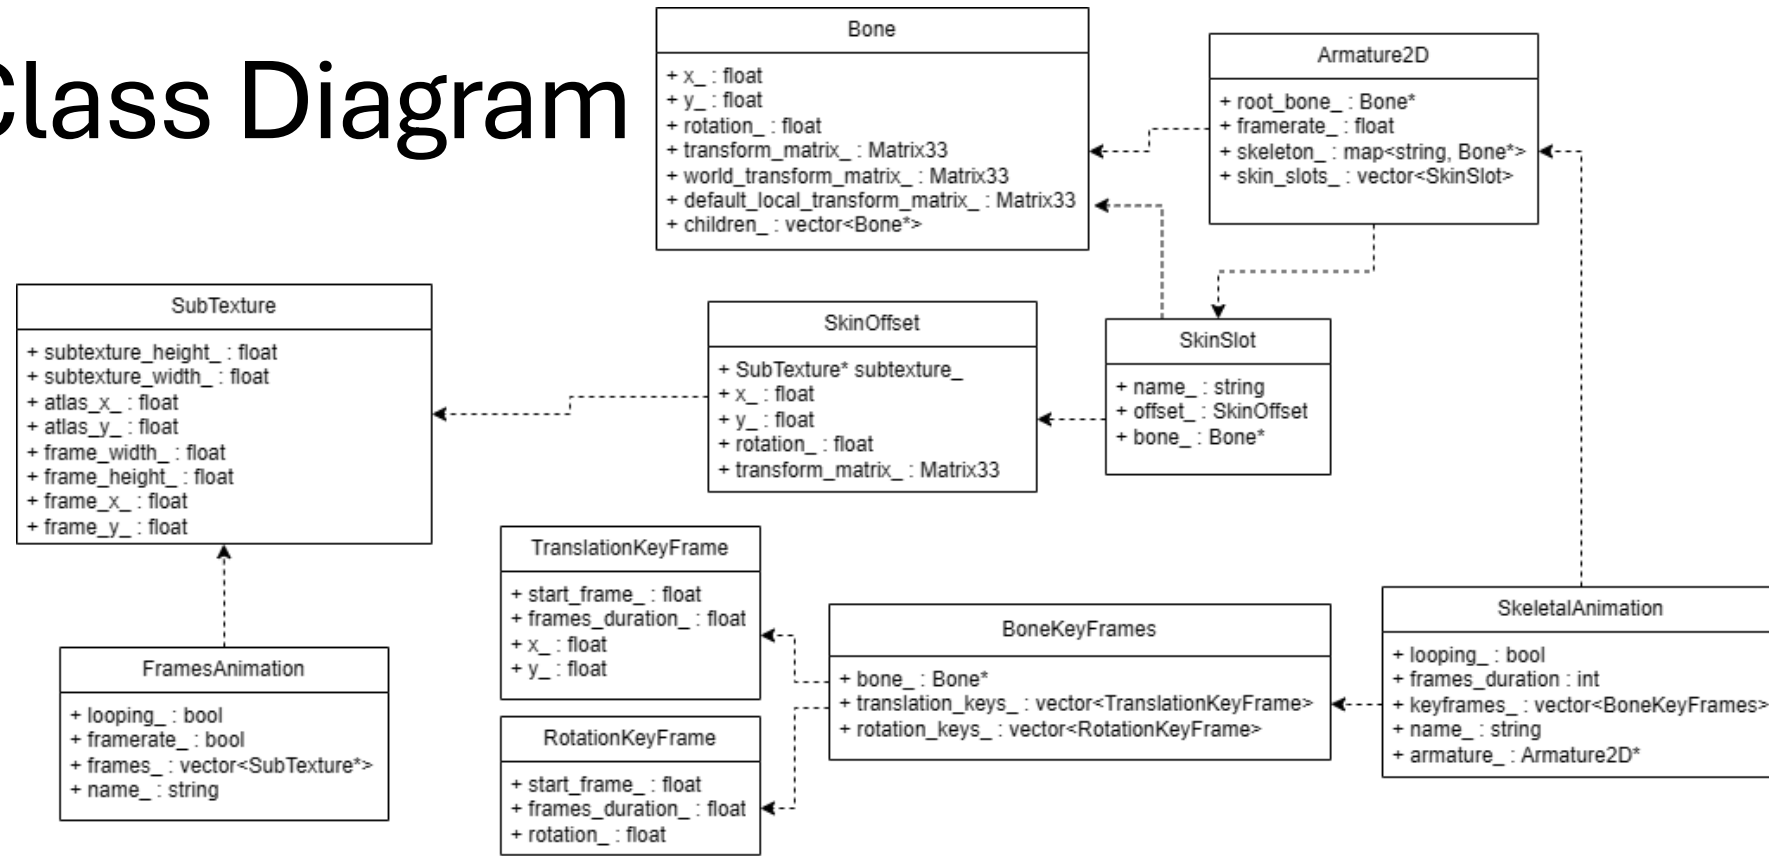 Class Diagram
Bone
+ x_ : float
+ y_ : float
+ rotation_ : float
+ transform_matrix_ : Matrix33
+ world_transform_matrix_ : Matrix33
+ default_local_transform_matrix_ : Matrix33
+ children_ : vector<Bone*>
Armature2D
+ root_bone_ : Bone*
+ framerate_ : float
+ skeleton_ : map<string, Bone*>
+ skin_slots_ : vector<SkinSlot>
SubTexture
+ subtexture_height_ : float
+ subtexture_width_ : float
+ atlas_x_ : float
+ atlas_y_ : float
+ frame_width_ : float
+ frame_height_ : float
+ frame_x_ : float
+ frame_y_ : float
SkinOffset
+ SubTexture* subtexture_
+ x_ : float
+ y_ : float
+ rotation_ : float
+ transform_matrix_ : Matrix33
SkinSlot
+ name_ : string
+ offset_ : SkinOffset
+ bone_ : Bone*
TranslationKeyFrame
+ start_frame_ : float
+ frames_duration_ : float
+ x_ : float
+ y_ : float
BoneKeyFrames
+ bone_ : Bone*
+ translation_keys_ : vector<TranslationKeyFrame>
+ rotation_keys_ : vector<RotationKeyFrame>
SkeletalAnimation
+ looping_ : bool
+ frames_duration : int
+ keyframes_ : vector<BoneKeyFrames>
+ name_ : string
+ armature_ : Armature2D*
FramesAnimation
+ looping_ : bool
+ framerate_ : bool
+ frames_ : vector<SubTexture*>
+ name_ : string
RotationKeyFrame
+ start_frame_ : float
+ frames_duration_ : float
+ rotation_ : float